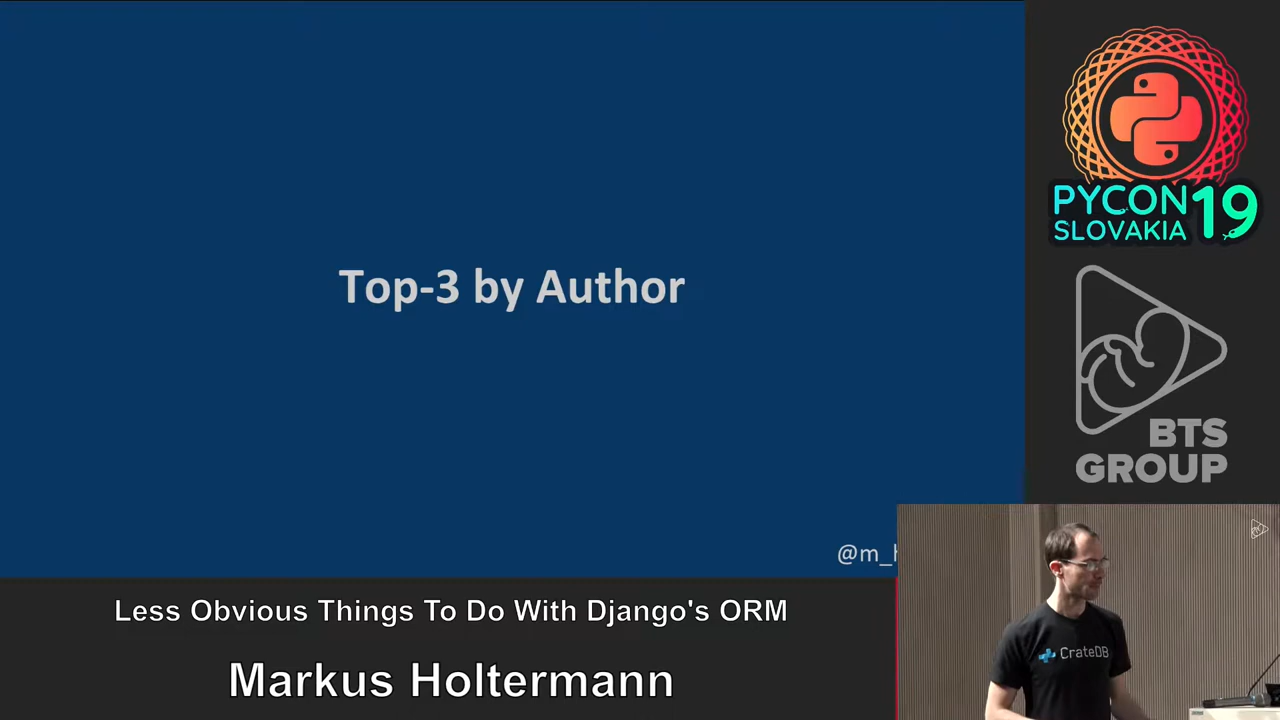 Top-3 by Author
PYCON
SLOVAKIA
19
BTS
GROUP
Less Obvious Things To Do With Django's ORM
Markus Holtermann
CrateDB